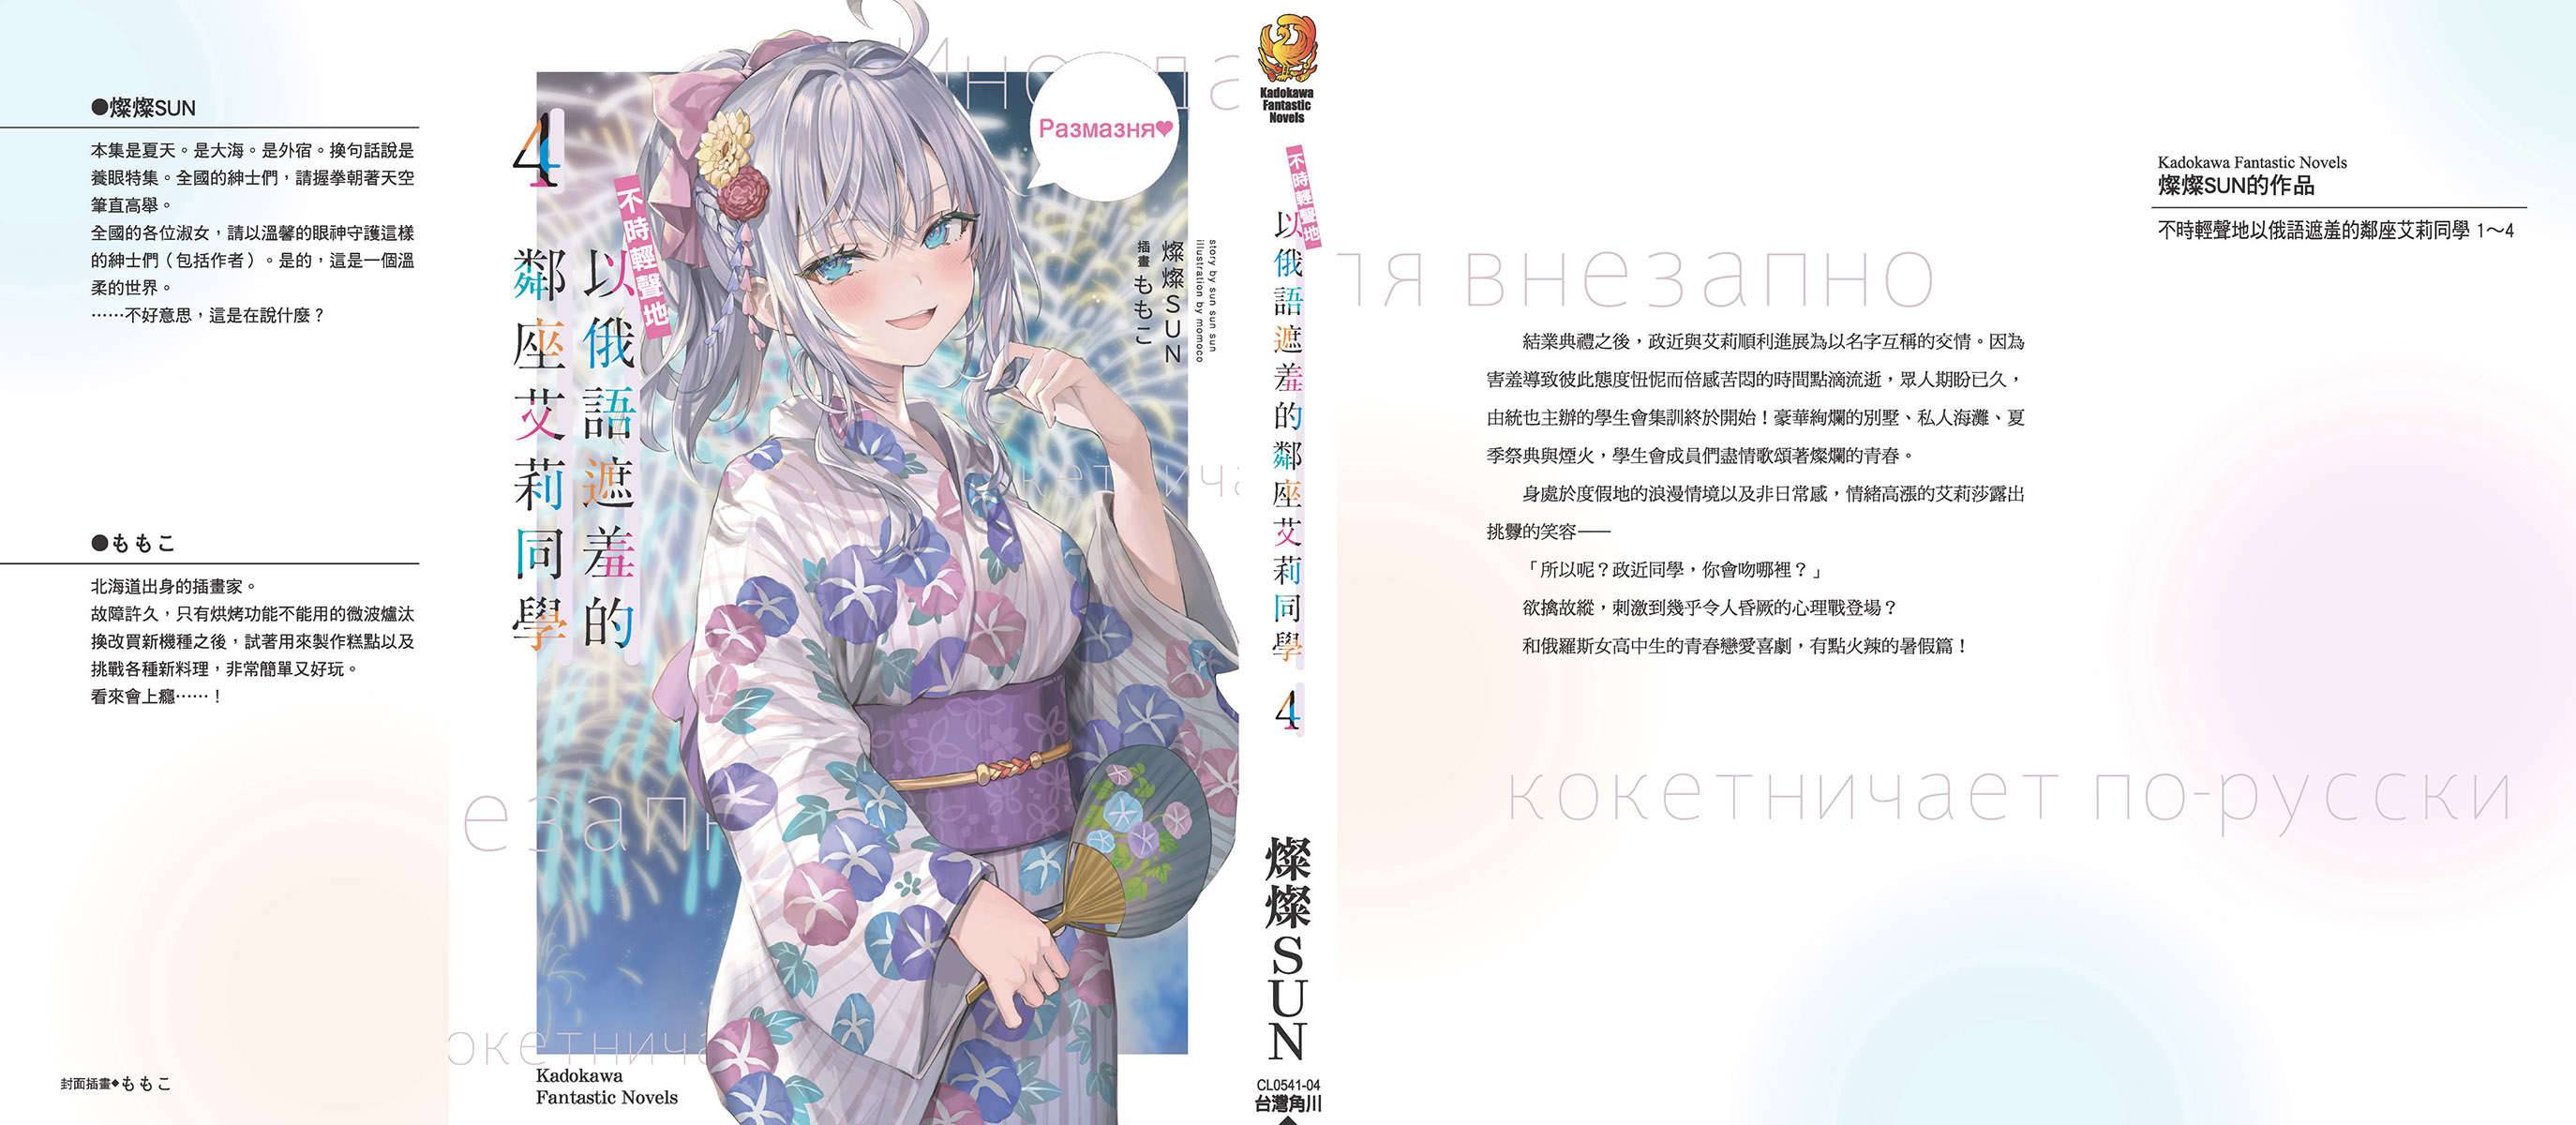 ●燦燦SUN
本集是夏天。是大海。是外宿。換句話說是
養眼特集。全國的紳士們，請握拳朝著天空
筆直高舉。
全國的各位淑女，請以溫馨的眼神守護這樣
的紳士們（包括作者）。是的，這是一個溫
柔的世界。
……不好意思，這是在說什麼？
●ももこ
北海道出身的插畫家。
故障許久，只有烘烤功能不能用的微波爐汰
換改買新機種之後，試著用來製作糕點以及
挑戰各種新料理，非常簡單又好玩。
看來會上癮……！
封面插畫◆ももこ
4
不時輕聲地
以俄語遮羞的
鄰座艾莉同學
Размазня♥
story by sun sun sun
illustration by momoco
燦燦SUN
插畫 ももこ
Kadokawa
Fantastic Novels
Kadokawa
Fantastic
Novels
不時輕聲地
以俄語遮羞的鄰座艾莉同學
4
燦燦SUN
CL0541-04
台灣角川
ля внезапно
結業典禮之後，政近與艾莉順利進展為以名字互稱的交情。因為
害羞導致彼此態度忸怩而倍感苦悶的時間點滴流逝，眾人期盼已久，
由統也主辦的學生會集訓終於開始！豪華絢爛的別墅、私人海灘、夏
季祭典與煙火，學生會成員們盡情歌頌著燦爛的青春。
身處於度假地的浪漫情境以及非日常感，情緒高漲的艾莉莎露出
挑釁的笑容——
「所以呢？政近同學，你會吻哪裡？」
欲擒故縱，刺激到幾乎令人昏厥的心理戰登場？
和俄羅斯女高中生的青春戀愛喜劇，有點火辣的暑假篇！
кокетничает по-русски
Kadokawa Fantastic Novels
燦燦SUN的作品
不時輕聲地以俄語遮羞的鄰座艾莉同學 1～4